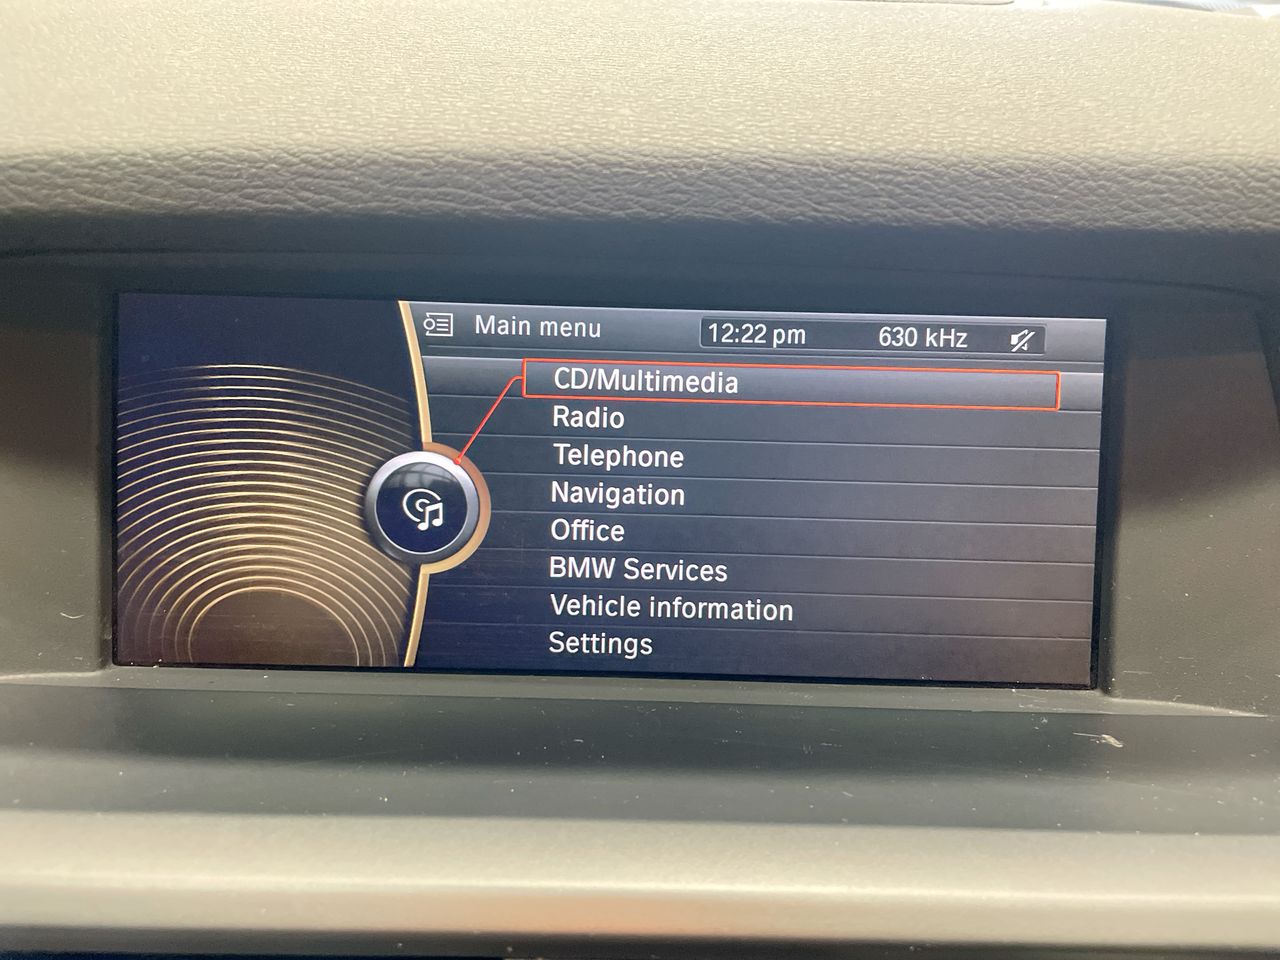 Main menu
12:22 pm 630 kHz
CD/Multimedia
Radio
Telephone
Navigation
Office
BMW Services
Vehicle information
Settings